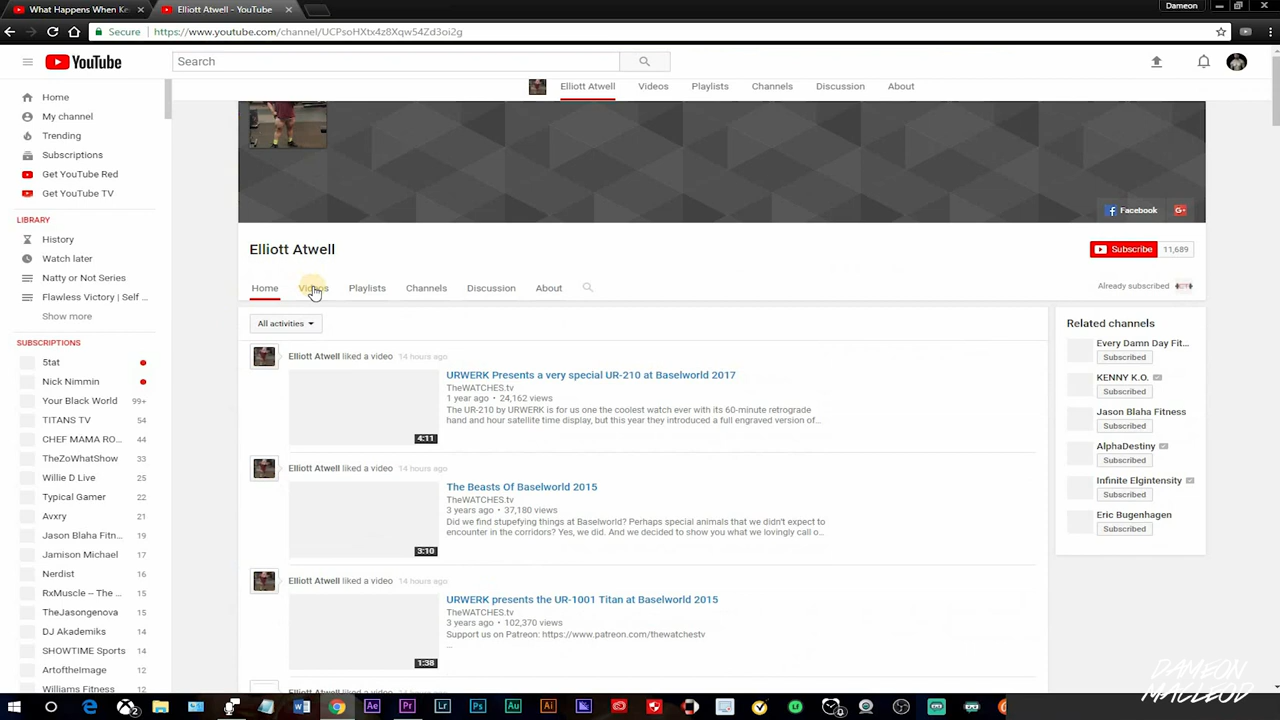 What Happens When Ke
Elliott Atwell - YouTube
Dameon
Secure
https://www.youtube.com/channel/UCPsoHXtx4z8Xqw54Zd3oi2g
YouTube
Search
Elliott Atwell
Videos
Playlists
Channels
Discussion
About
Home
My channel
Trending
Subscriptions
Get YouTube Red
Get YouTube TV
LIBRARY
History
Watch later
Natty or Not Series
Flawless Victory | Self ...
Show more
SUBSCRIPTIONS
5tat
Nick Nimmin
Your Black World 99+
TITANS TV 60
CHEF MAMA RO... 44
TheZoWhatShow 33
Willie D Live 25
Typical Gamer 24
Avxry 21
Jason Blaha Fitn... 19
Jamison Michael 17
Nerdist 16
RxMuscle – The ... 15
TheJasongenova 15
DJ Akademiks 14
SHOWTIME Sports 14
ArtoftheImage 12
Williams Fitness 12
Facebook
Elliott Atwell
Subscribe 11,689
Home
Videos
Playlists
Channels
Discussion
About
Already subscribed
All activities
Elliott Atwell liked a video 14 hours ago
URWERK Presents a very special UR-210 at Baselworld 2017
TheWATCHES.tv
1 year ago • 24,162 views
The UR-210 by URWERK is for us one the coolest watch ever with its 60-minute retrograde
hand and hour satellite time display, but this year they introduced a full engraved version of...
4:11
Elliott Atwell liked a video 14 hours ago
The Beasts Of Baselworld 2015
TheWATCHES.tv
3 years ago • 37,180 views
Did we find stupefying things at Baselworld? Perhaps special animals that we didn't expect to
encounter in the corridors? Yes, we did. And we decided to show you what we lovingly call o...
3:10
Elliott Atwell liked a video 14 hours ago
URWERK presents the UR-1001 Titan at Baselworld 2015
TheWATCHES.tv
3 years ago • 102,370 views
Support us on Patreon: https://www.patreon.com/thewatchestv
...
1:38
Elliott Atwell liked a video 14 hours ago
Related channels
Every Damn Day Fit...
Subscribed
KENNY K.O.
Subscribed
Jason Blaha Fitness
Subscribed
AlphaDestiny
Subscribed
Infinite Elgintensity
Subscribed
Eric Bugenhagen
Subscribed
DAMEON
MACLEOD